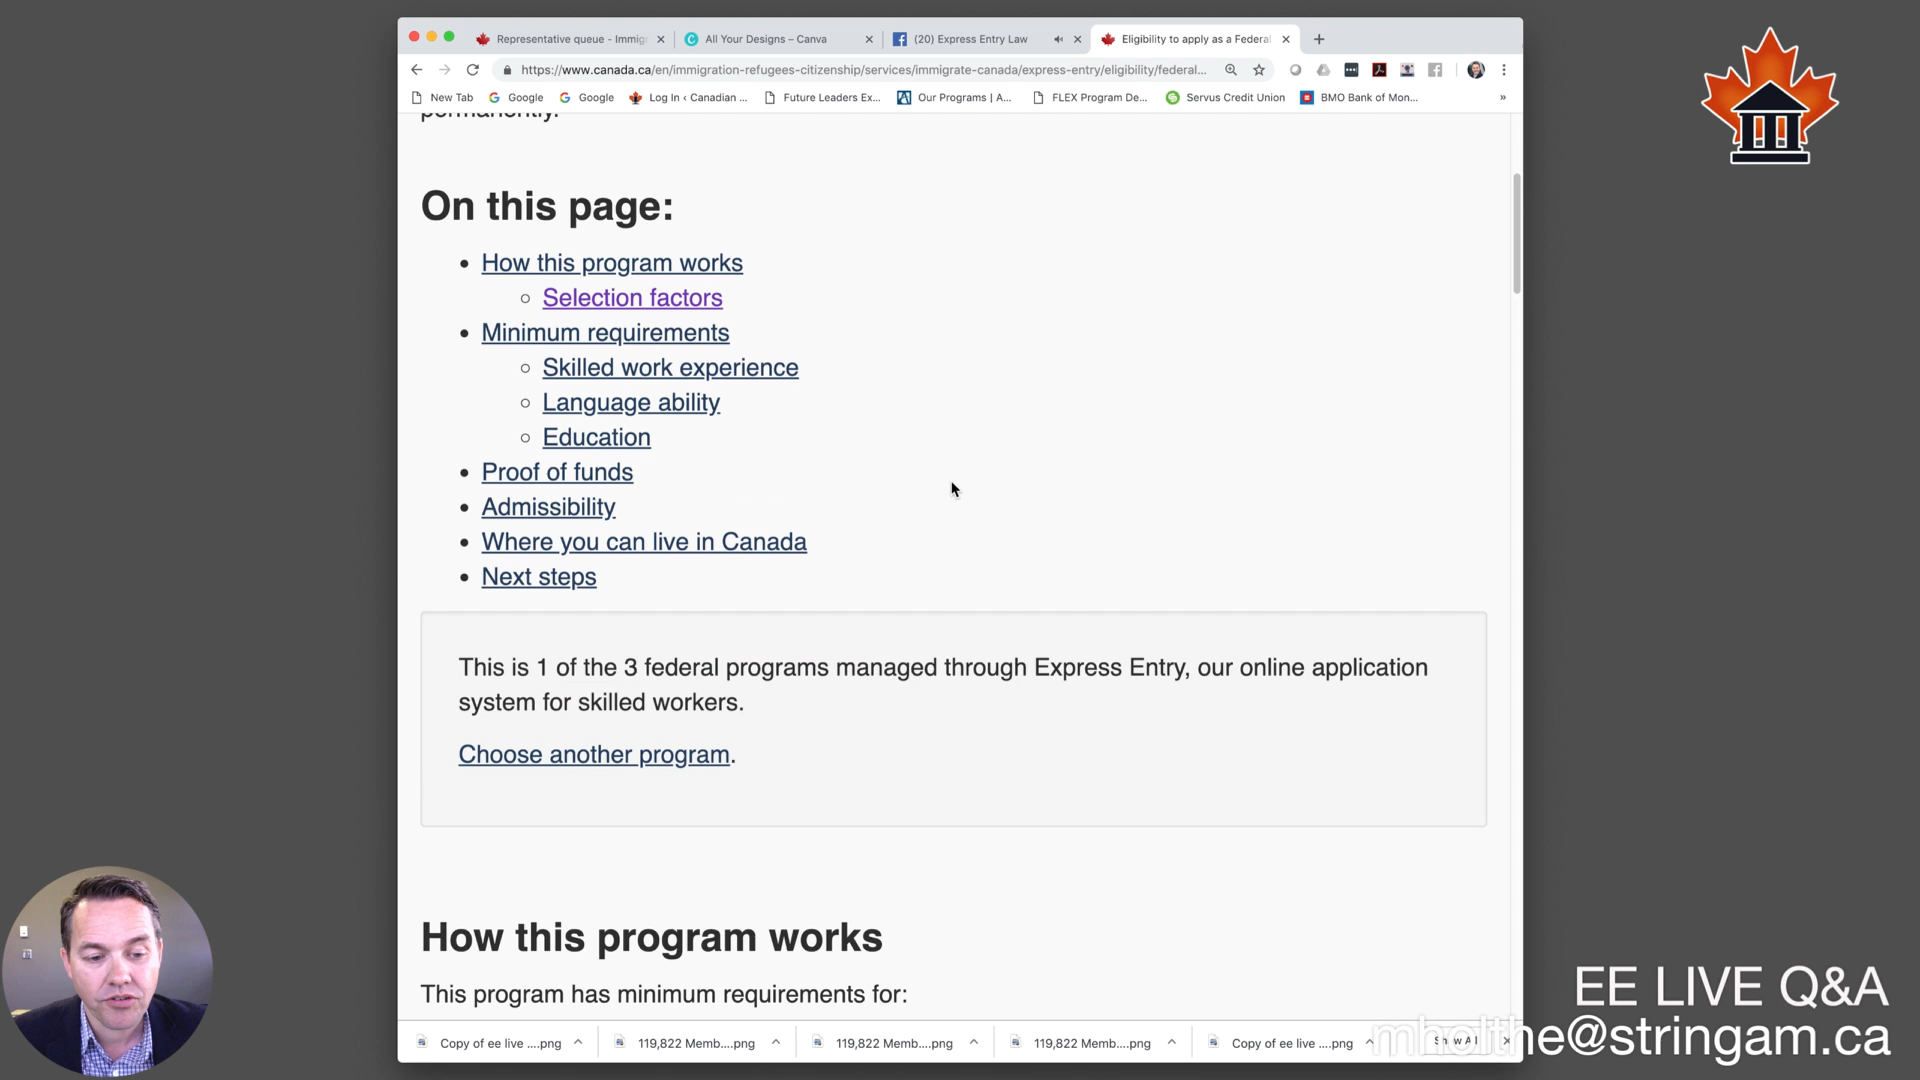 Representative queue - Immig
All Your Designs – Canva
(20) Express Entry Law
Eligibility to apply as a Federal
https://www.canada.ca/en/immigration-refugees-citizenship/services/immigrate-canada/express-entry/eligibility/federal...
New Tab
Google
Google
Log In ‹ Canadian ...
Future Leaders Ex...
Our Programs | A...
FLEX Program De...
Servus Credit Union
BMO Bank of Mon...
»
permanently.
On this page:
How this program works
Selection factors
Minimum requirements
Skilled work experience
Language ability
Education
Proof of funds
Admissibility
Where you can live in Canada
Next steps
This is 1 of the 3 federal programs managed through Express Entry, our online application
system for skilled workers.
Choose another program.
How this program works
This program has minimum requirements for:
Copy of ee live ....png
119,822 Memb....png
119,822 Memb....png
119,822 Memb....png
Copy of ee live ....png
Show All
EE LIVE Q&A
mholthe@stringam.ca